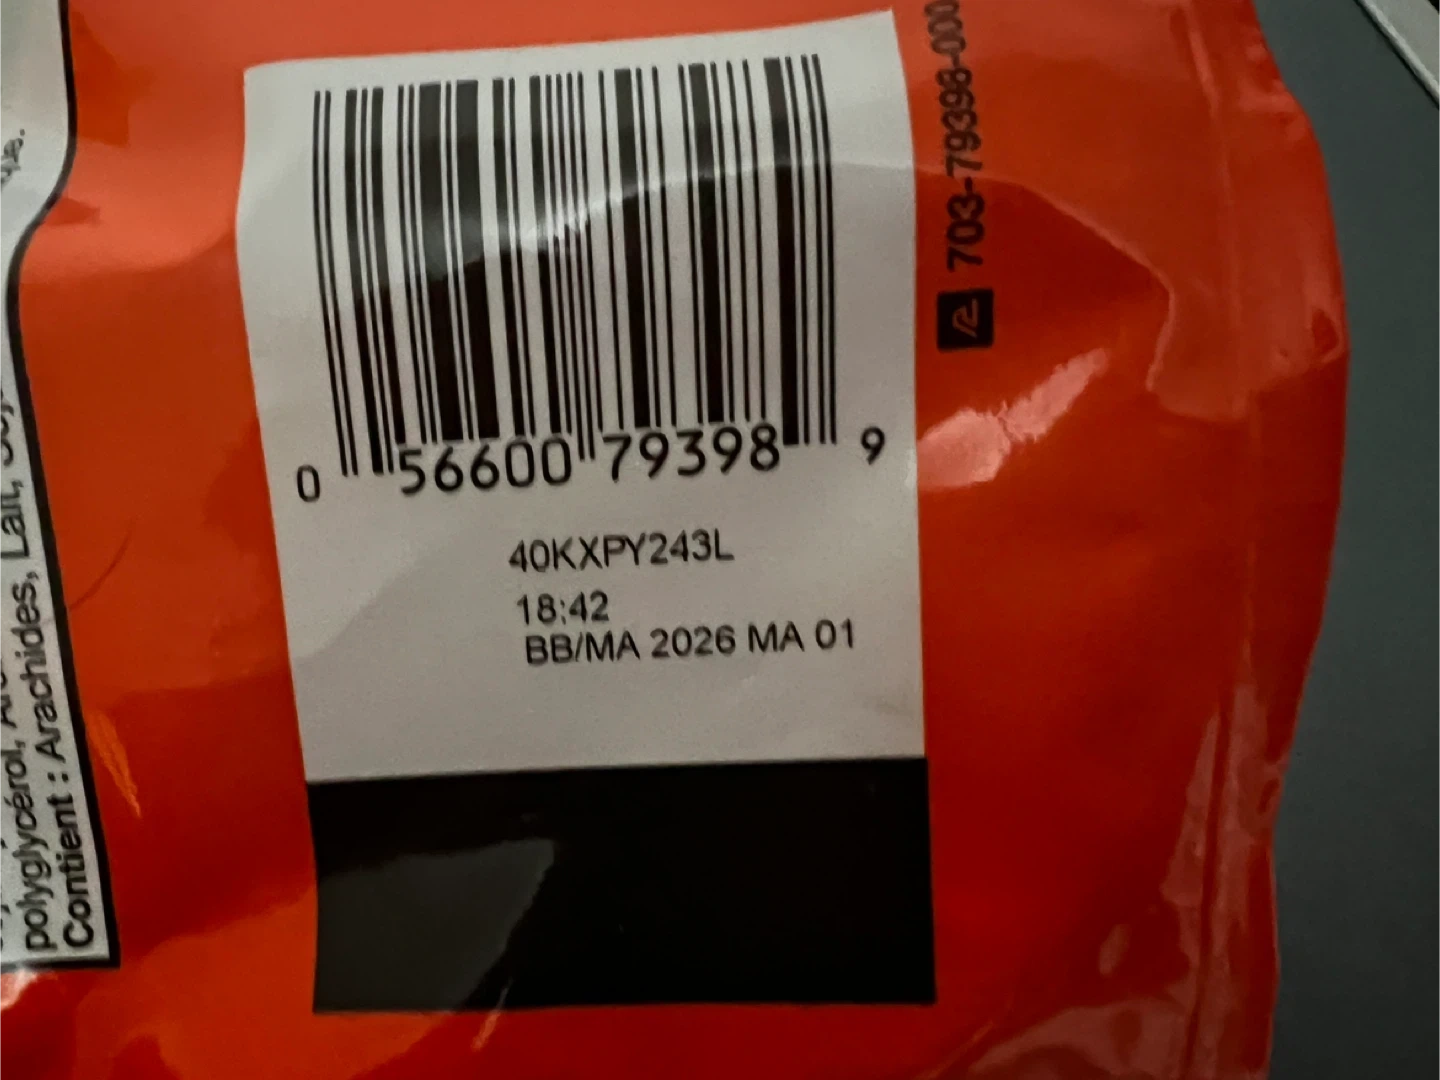 0 56600 79398 9
40KXPY243L
18:42
BB/MA 2026 MA 01
703-79398-000
polyglycérol,
Contient : Arachides, Lait,